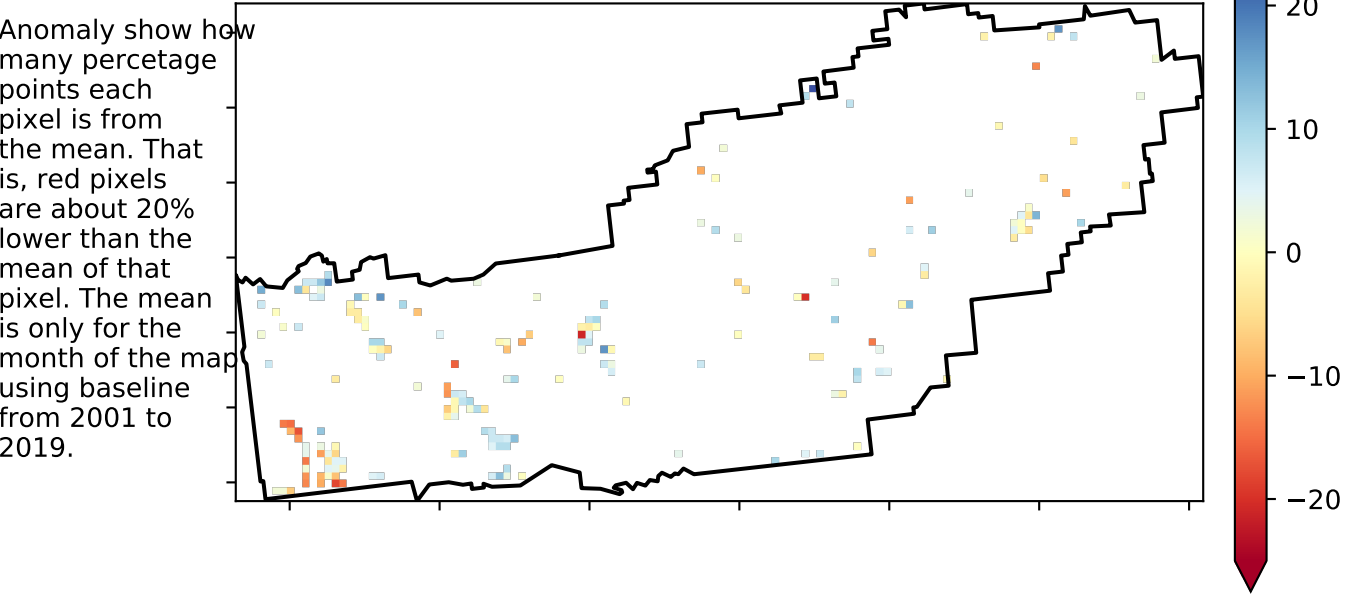 Anomaly show how
many percetage
points each
pixel is from
the mean. That
is, red pixels
are about 20%
lower than the
mean of that
pixel. The mean
is only for the
month of the map
using baseline
from 2001 to
2019.
20
10
0
−10
−20